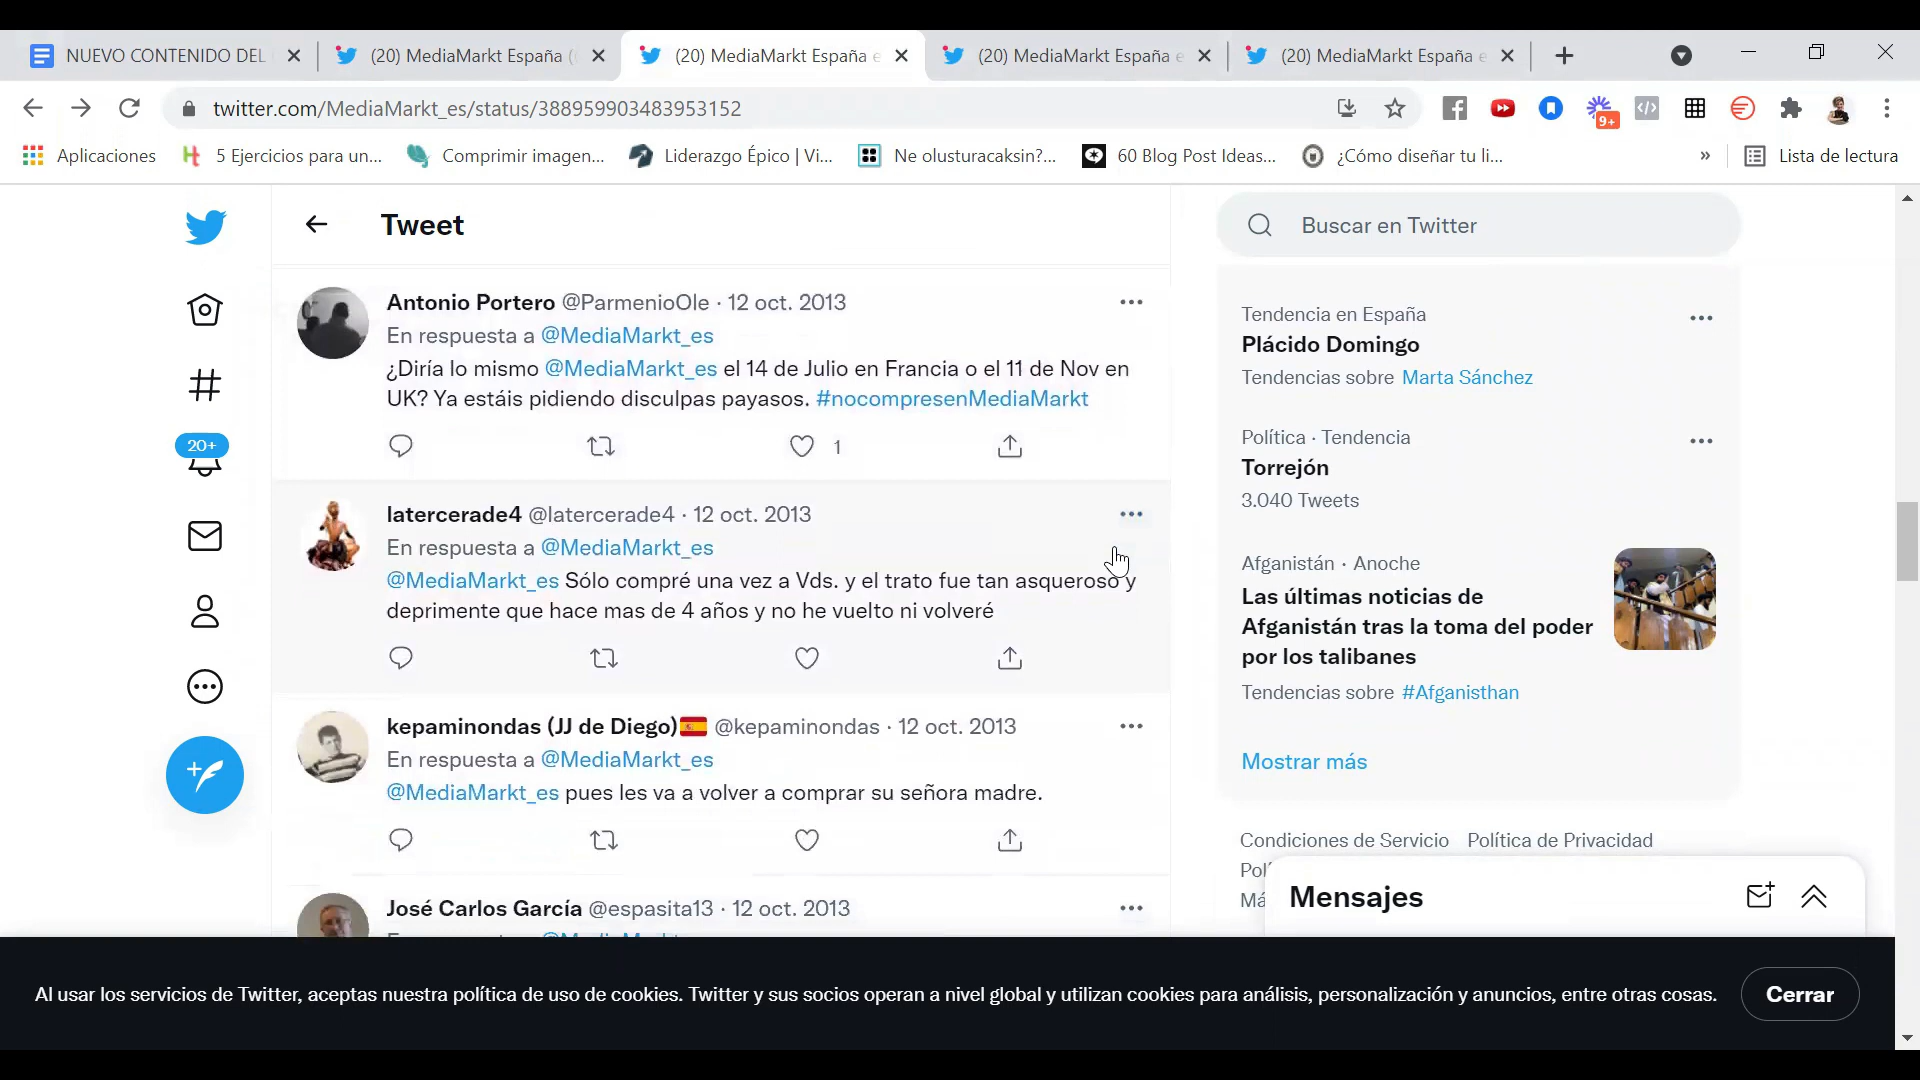 NUEVO CONTENIDO DEL
(20) MediaMarkt España (
(20) MediaMarkt España e
(20) MediaMarkt España e
(20) MediaMarkt España e
twitter.com/MediaMarkt_es/status/388959903483953152
9+
Aplicaciones
5 Ejercicios para un...
Comprimir imagen...
Liderazgo Épico | Vi...
Ne olusturacaksin?...
60 Blog Post Ideas...
¿Cómo diseñar tu li...
»
Lista de lectura
Tweet
Buscar en Twitter
20+
Antonio Portero @ParmenioOle · 12 oct. 2013
En respuesta a @MediaMarkt_es
¿Diría lo mismo @MediaMarkt_es el 14 de Julio en Francia o el 11 de Nov en
UK? Ya estáis pidiendo disculpas payasos. #nocompresenMediaMarkt
1
latercerade4 @latercerade4 · 12 oct. 2013
En respuesta a @MediaMarkt_es
@MediaMarkt_es Sólo compré una vez a Vds. y el trato fue tan asqueroso y
deprimente que hace mas de 4 años y no he vuelto ni volveré
kepaminondas (JJ de Diego)🇪🇸 @kepaminondas · 12 oct. 2013
En respuesta a @MediaMarkt_es
@MediaMarkt_es pues les va a volver a comprar su señora madre.
José Carlos García @espasita13 · 12 oct. 2013
Tendencia en España
Plácido Domingo
Tendencias sobre Marta Sánchez
Política · Tendencia
Torrejón
3.040 Tweets
Afganistán · Anoche
Las últimas noticias de
Afganistán tras la toma del poder
por los talibanes
Tendencias sobre #Afganisthan
Mostrar más
Condiciones de Servicio Política de Privacidad
Mensajes
Al usar los servicios de Twitter, aceptas nuestra política de uso de cookies. Twitter y sus socios operan a nivel global y utilizan cookies para análisis, personalización y anuncios, entre otras cosas.
Cerrar